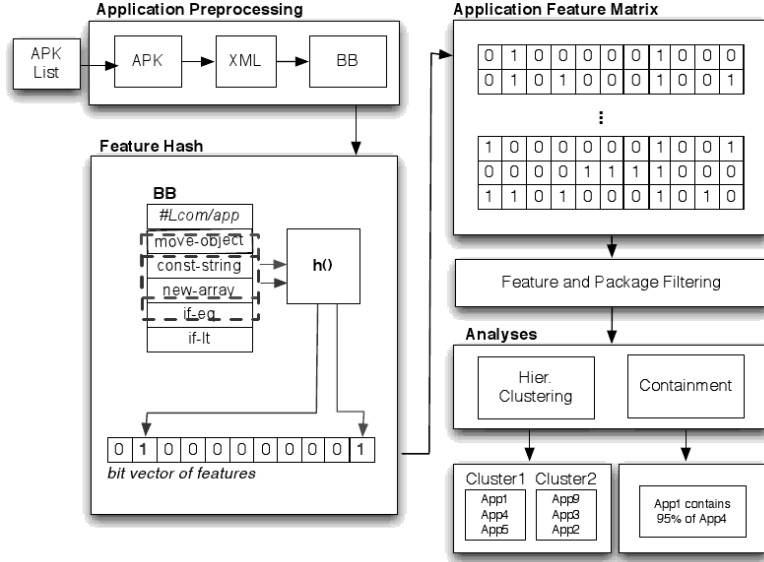 Application Preprocessing
APK
List
APK
XML
BB
Feature Hash
BB
#Lcom/app
move-object
const-string
new-array
if-eq
if-lt
h()
0 1 0 0 0 0 0 0 0 0 1
bit vector of features
Application Feature Matrix
0 1 0 0 0 0 0 1 0 0 0
0 1 0 1 0 0 0 1 0 0 1
1 0 0 0 0 0 0 1 0 0 1
0 0 0 0 1 1 1 1 0 0 0
1 1 0 1 0 0 0 1 0 1 0
Feature and Package Filtering
Analyses
Hier.
Clustering
Containment
Cluster1 Cluster2
App1 App9
App4 App3
App5 App2
App1 contains
95% of App4